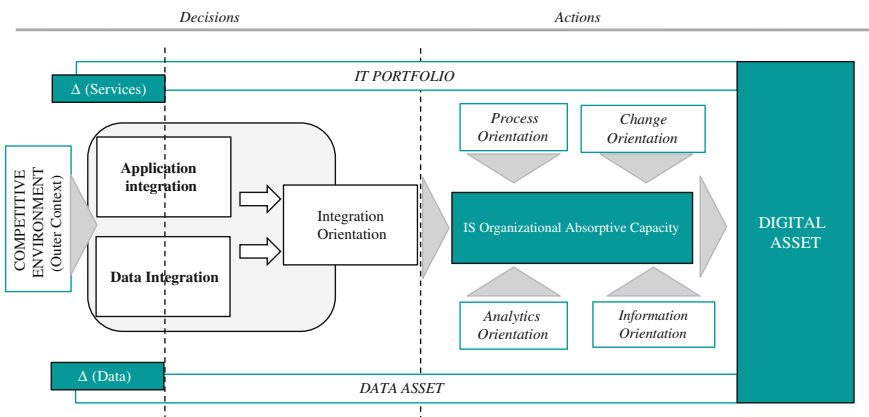 Decisions
Actions
IT PORTFOLIO
Δ (Services)
Process
Orientation
Change
Orientation
COMPETITIVE
ENVIRONMENT
(Outer Context)
Application
integration
Integration
Orientation
Data Integration
IS Organizational Absorptive Capacity
DIGITAL
ASSET
Analytics
Orientation
Information
Orientation
Δ (Data)
DATA ASSET